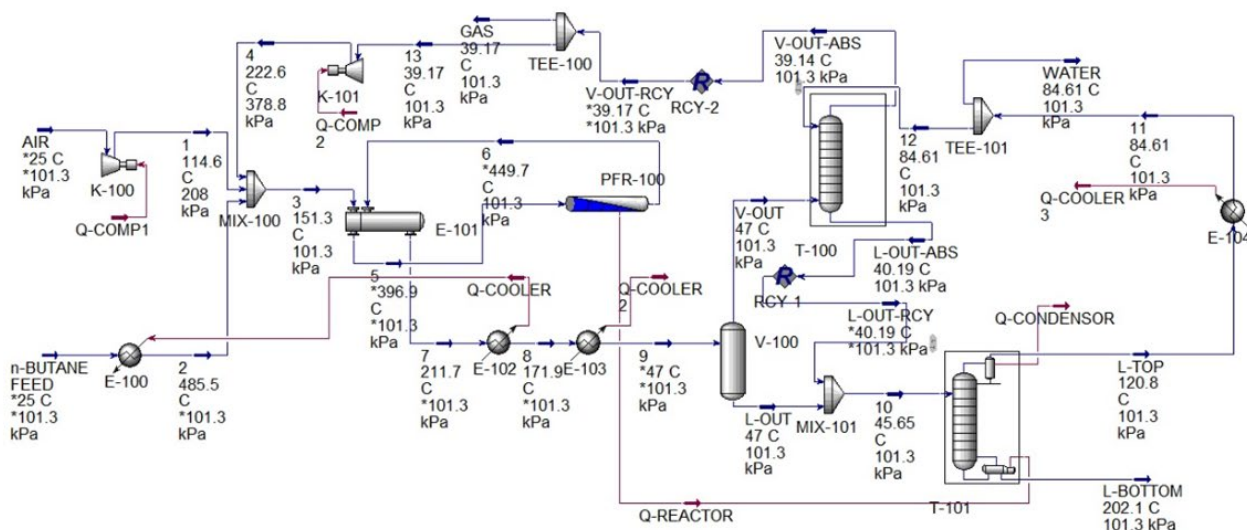 GAS
39.17
C
101.3
kPa
TEE-100
V-OUT-ABS
39.14 C
101.3 kPa
4
222.6
C
378.8
kPa
K-101
Q-COMP
2
13
39.17
C
101.3
kPa
V-OUT-RCY
*39.17 C
*101.3 kPa
RCY-2
WATER
84.61 C
101.3
kPa
TEE-101
11
84.61
C
101.3
kPa
12
84.61
C
101.3
kPa
AIR
*25 C
*101.3
kPa
K-100
Q-COMP1
1
114.6
C
208
kPa
MIX-100
3
151.3
C
101.3
kPa
6
*449.7
C
101.3
kPa
PFR-100
E-101
5
*396.9
C
*101.3
kPa
V-OUT
47 C
101.3
kPa
T-100
L-OUT-ABS
40.19 C
101.3 kPa
Q-COOLER
3
E-104
RCY-1
L-OUT-RCY
*40.19 C
*101.3 kPa
Q-COOLER
Q-COOLER
2
Q-CONDENSOR
n-BUTANE
FEED
*25 C
*101.3
kPa
E-100
2
485.5
C
*101.3
kPa
7
211.7
C
*101.3
kPa
E-102
8
171.9
C
*101.3
kPa
E-103
9
*47 C
*101.3
kPa
V-100
L-OUT
47 C
101.3
kPa
MIX-101
10
45.65
C
101.3
kPa
L-TOP
120.8
C
101.3
kPa
Q-REACTOR
T-101
L-BOTTOM
202.1 C
101.3 kPa